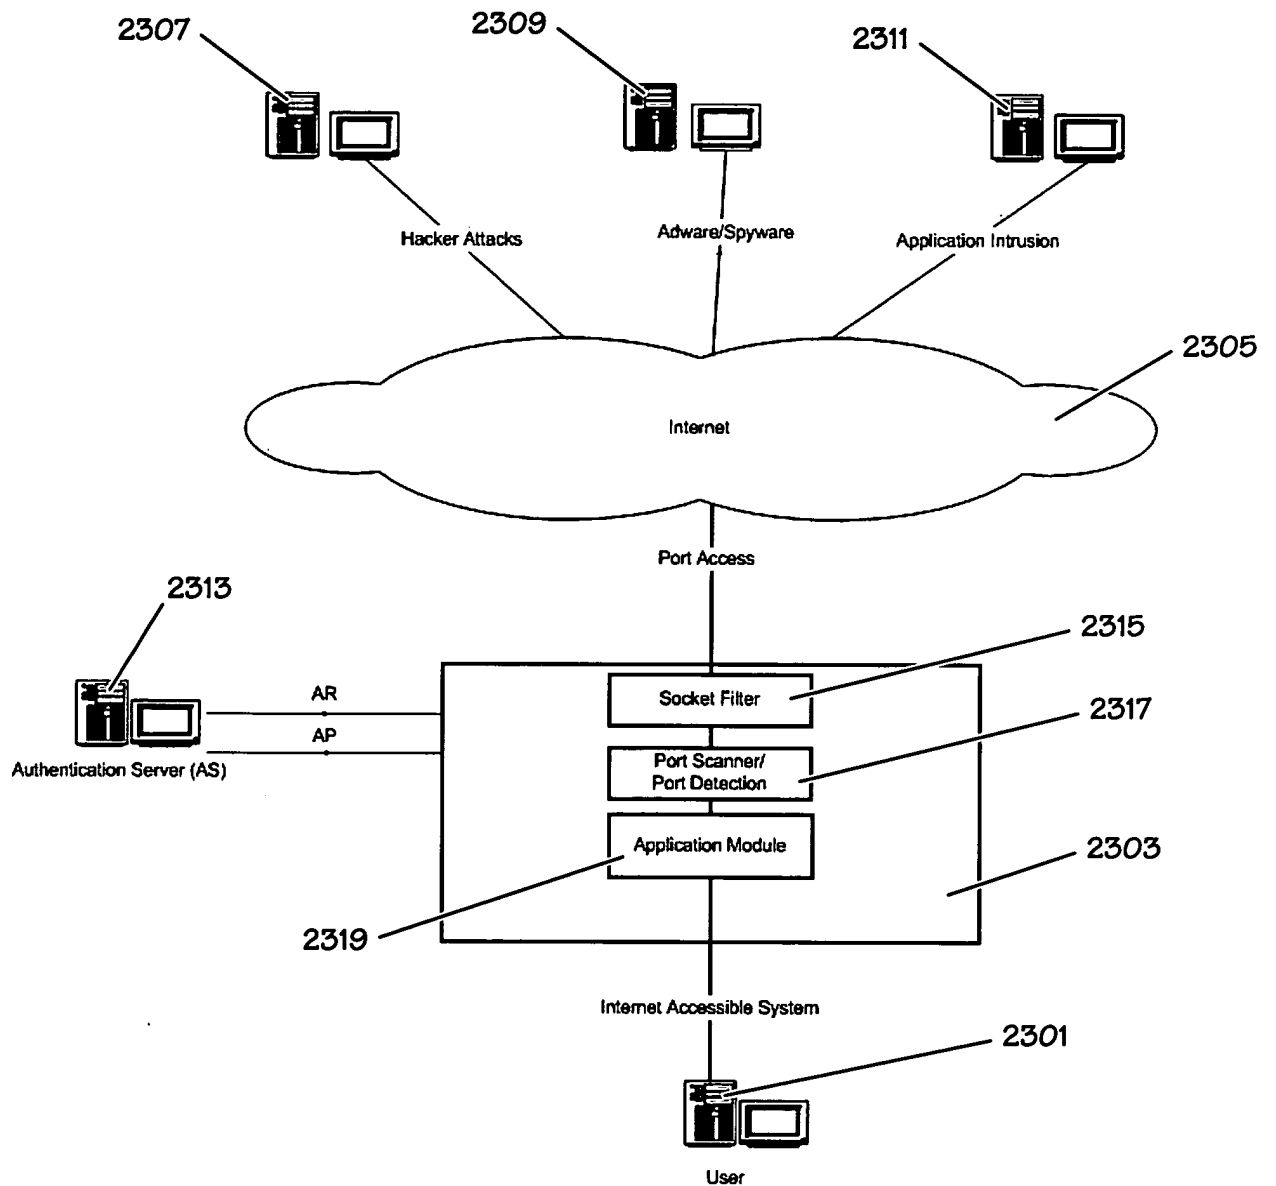 2307
2309
2311
Hacker Attacks
Adware/Spyware
Application Intrusion
2305
Internet
Port Access
2313
2315
Socket Filter
AR
2317
AP
Port Scanner/
Port Detection
Authentication Server (AS)
Application Module
2303
2319
Internet Accessible System
2301
User